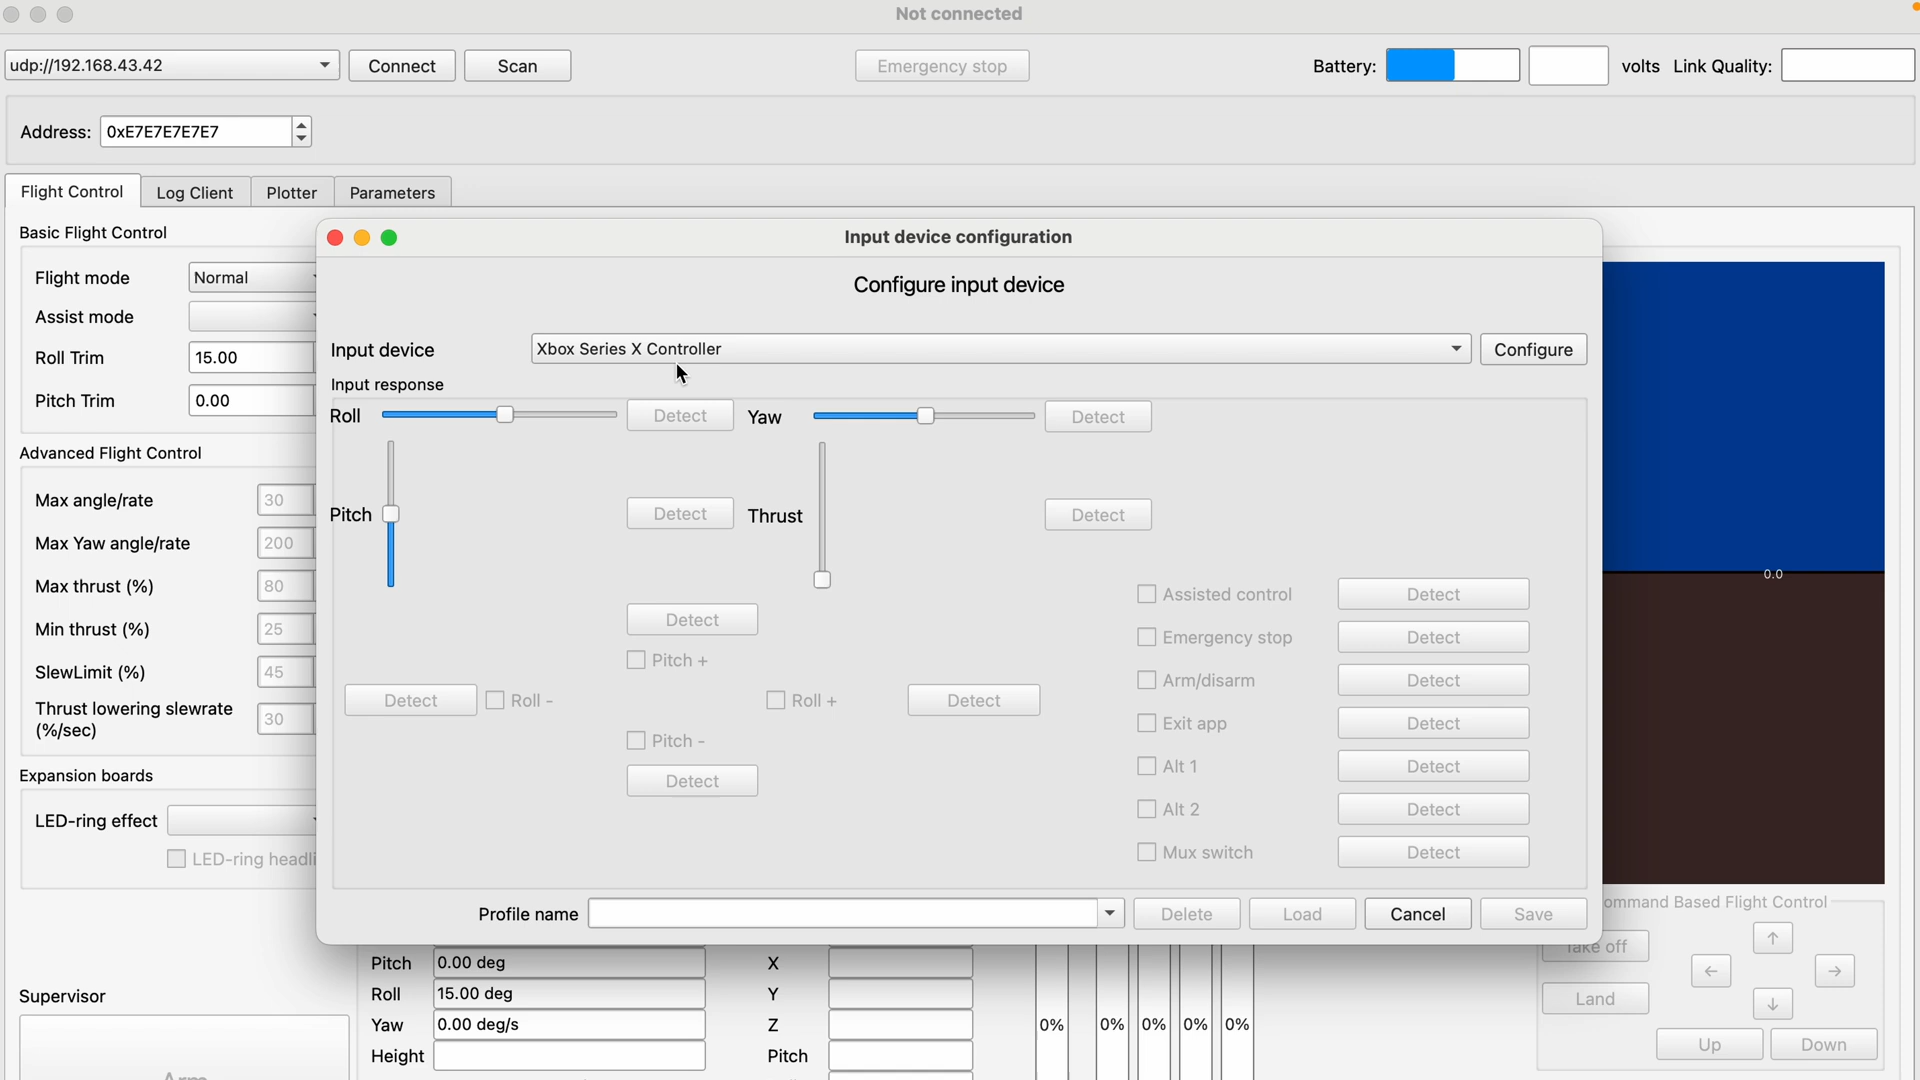 Not connected
udp://192.168.43.42 Connect Scan Emergency stop Battery: volts Link Quality:
Address: 0xE7E7E7E7E7
Flight Control Log Client Plotter Parameters
Basic Flight Control
Flight mode Normal
Assist mode
Roll Trim 15.00
Pitch Trim 0.00
Advanced Flight Control
Max angle/rate 30
Max Yaw angle/rate 200
Max thrust (%) 80
Min thrust (%) 25
SlewLimit (%) 45
Thrust lowering slewrate
(%/sec) 30
Expansion boards
LED-ring effect
LED-ring headli
Supervisor
Arm
Input device configuration
Configure input device
Input device Xbox Series X Controller Configure
Input response
Roll Detect Yaw Detect
Pitch Detect Thrust Detect
Detect
Pitch +
Detect Roll - Roll + Detect
Pitch -
Detect
Assisted control Detect
Emergency stop Detect
Arm/disarm Detect
Exit app Detect
Alt 1 Detect
Alt 2 Detect
Mux switch Detect
Profile name Delete Load Cancel Save
0.0
Pitch 0.00 deg X
Roll 15.00 deg Y
Yaw 0.00 deg/s Z
Height Pitch
0% 0% 0% 0% 0%
ommand Based Flight Control
Take off
Land
Up Down